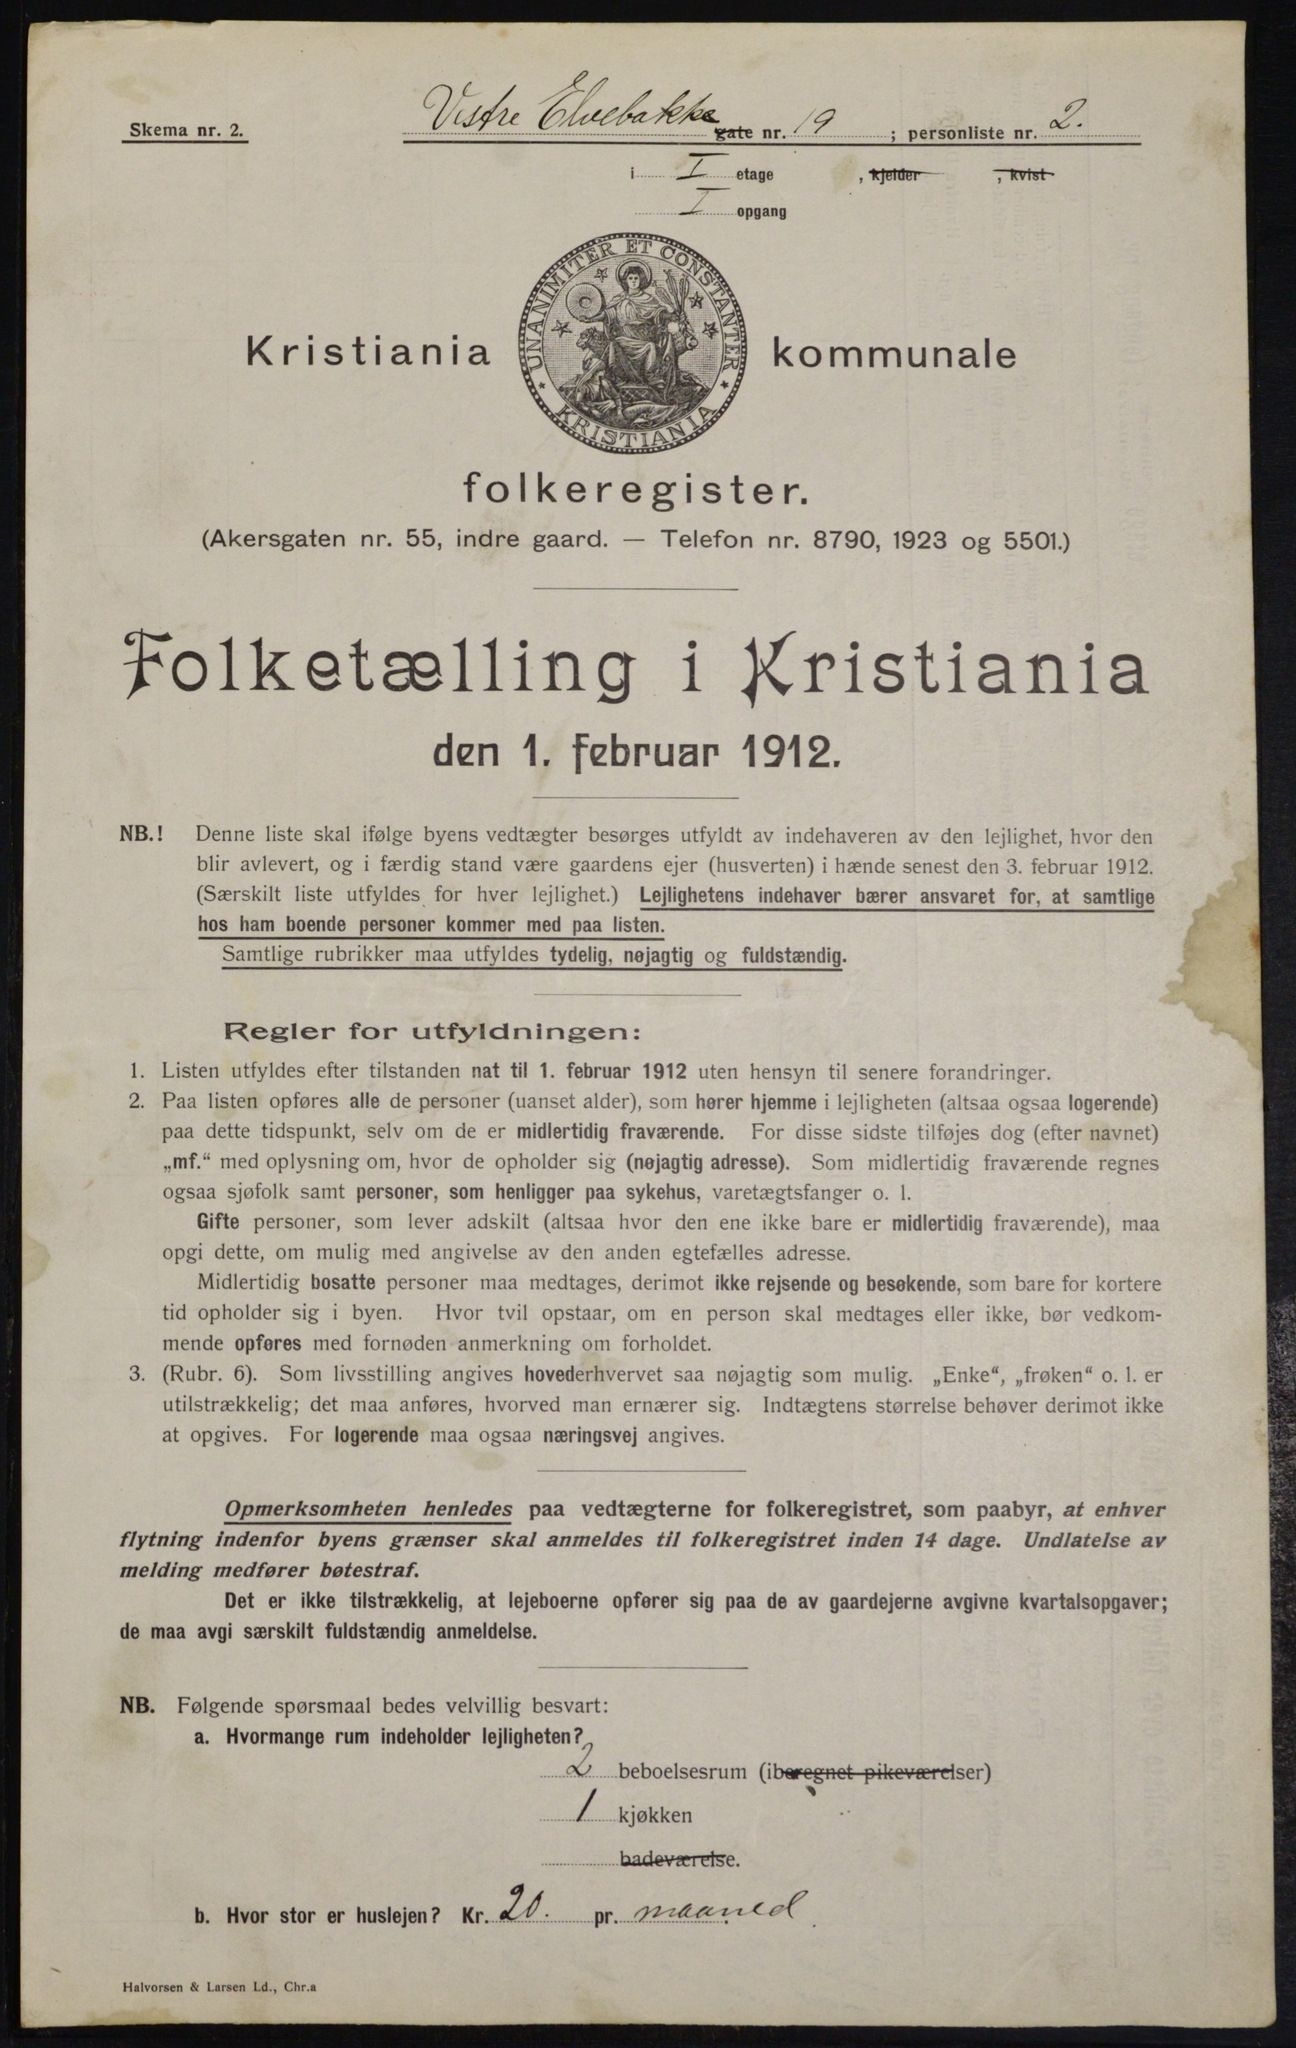 Skema nr. 2.
Vestre Elvebakke gate nr. 19 ; personliste nr. 2.
i I etage , kjelder , kvist
I opgang
UNANIMITER ET CONSTANTER
KRISTIANIA
Kristiania kommunale
folkeregister.
(Akersgaten nr. 55, indre gaard. — Telefon nr. 8790, 1923 og 5501.)
Folketælling i Kristiania
den 1. februar 1912.
NB.! Denne liste skal ifølge byens vedtægter besørges utfyldt av indehaveren av den lejlighet, hvor den
blir avlevert, og i færdig stand være gaardens ejer (husverten) i hænde senest den 3. februar 1912.
(Særskilt liste utfyldes for hver lejlighet.) Lejlighetens indehaver bærer ansvaret for, at samtlige
hos ham boende personer kommer med paa listen.
Samtlige rubrikker maa utfyldes tydelig, nøjagtig og fuldstændig.
Regler for utfyldningen:
1. Listen utfyldes efter tilstanden nat til 1. februar 1912 uten hensyn til senere forandringer.
2. Paa listen opføres alle de personer (uanset alder), som hører hjemme i lejligheten (altsaa ogsaa logerende)
paa dette tidspunkt, selv om de er midlertidig fraværende. For disse sidste tilføjes dog (efter navnet)
„mf.“ med oplysning om, hvor de opholder sig (nøjagtig adresse). Som midlertidig fraværende regnes
ogsaa sjøfolk samt personer, som henligger paa sykehus, varetægtsfanger o. l.
Gifte personer, som lever adskilt (altsaa hvor den ene ikke bare er midlertidig fraværende), maa
opgi dette, om mulig med angivelse av den anden egtefælles adresse.
Midlertidig bosatte personer maa medtages, derimot ikke rejsende og besøkende, som bare for kortere
tid opholder sig i byen. Hvor tvil opstaar, om en person skal medtages eller ikke, bør vedkom-
mende opføres med fornøden anmerkning om forholdet.
3. (Rubr. 6). Som livsstilling angives hovederhvervet saa nøjagtig som mulig. „Enke“, „frøken“ o. l. er
utilstrækkelig; det maa anføres, hvorved man ernærer sig. Indtægtens størrelse behøver derimot ikke
at opgives. For logerende maa ogsaa næringsvej angives.
Opmerksomheten henledes paa vedtægterne for folkeregistret, som paabyr, at enhver
flytning indenfor byens grænser skal anmeldes til folkeregistret inden 14 dage. Undlatelse av
melding medfører bøtestraf.
Det er ikke tilstrækkelig, at lejeboerne opfører sig paa de av gaardejerne avgivne kvartalsopgaver;
de maa avgi særskilt fuldstændig anmeldelse.
NB. Følgende spørsmaal bedes velvillig besvart:
a. Hvormange rum indeholder lejligheten?
2 beboelsesrum (iberegnet pikeværelser)
1 kjøkken
badeværelse.
b. Hvor stor er huslejen? Kr. 20. pr. maaned
Halvorsen & Larsen Ld., Chr.a